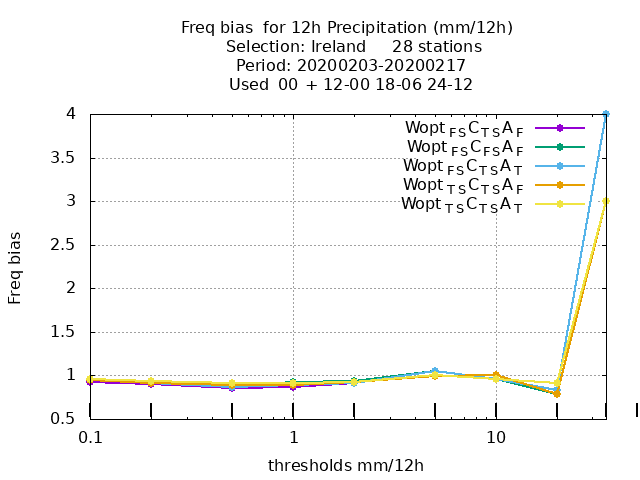 Freq bias  for 12h Precipitation (mm/12h)
Selection: Ireland     28 stations
Period: 20200203-20200217
Used  00  + 12-00 18-06 24-12
Wopt FS C TS A F
Wopt FS C FS A F
Wopt FS C TS A T
Wopt TS C TS A F
Wopt TS C TS A T
4
3.5
3
2.5
2
1.5
1
0.5
Freq bias
0.1 1 10
thresholds mm/12h